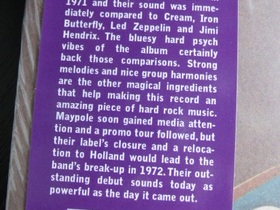 1971 and their sound was imme-
diately compared to Cream, Iron
Butterfly, Led Zeppelin and Jimi
Hendrix. The bluesy hard psych
vibes of the album certainly
back those comparisons. Strong
melodies and nice group harmonies
are the other magical ingredients
that help making this record an
amazing piece of hard rock music.
Maypole soon gained media atten-
tion and a promo tour followed, but
their label's closure and a reloca-
tion to Holland would lead to the
band's break-up in 1972. Their out-
standing debut sounds today as
powerful as the day it came out.